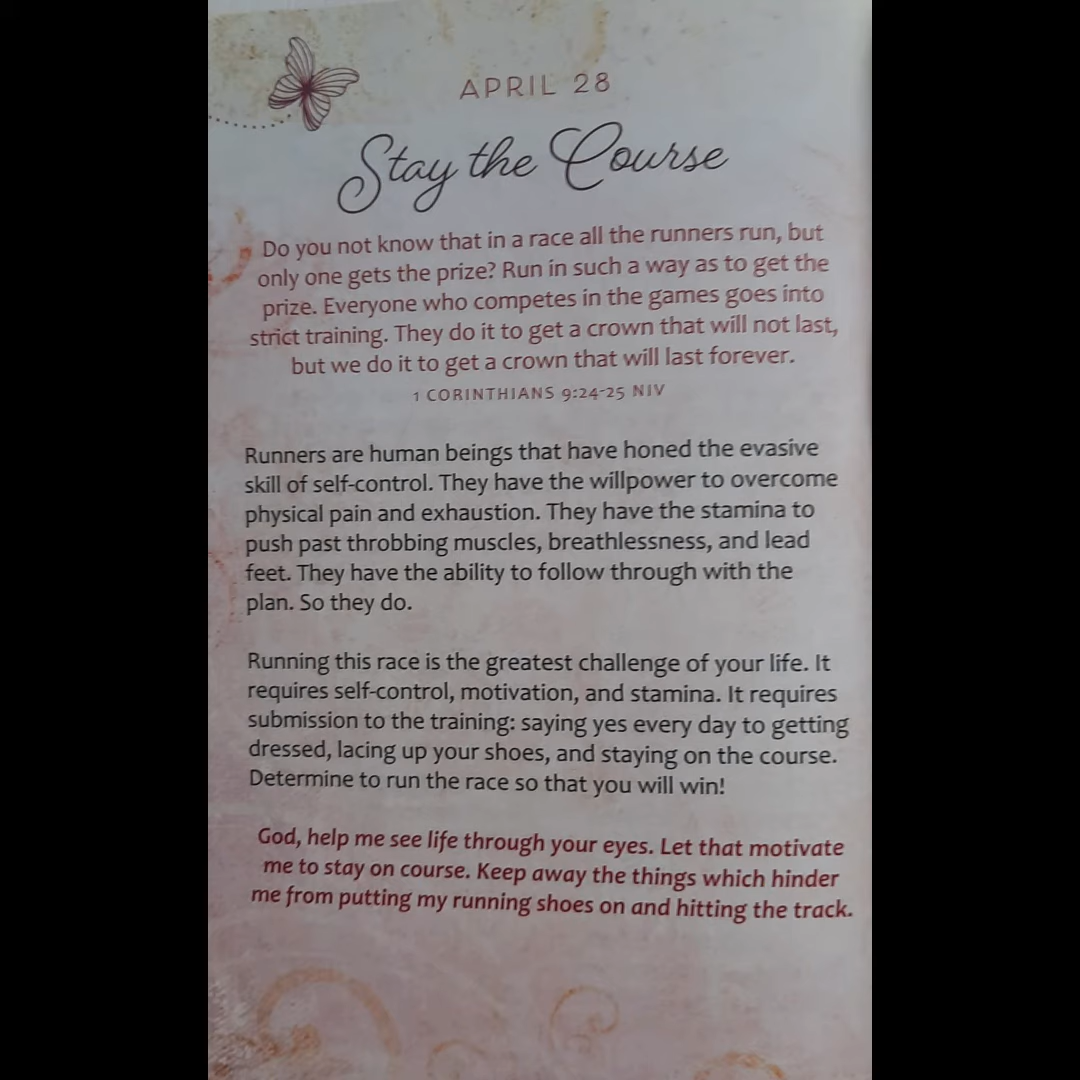 APRIL 28
Stay the Course
Do you not know that in a race all the runners run, but
only one gets the prize? Run in such a way as to get the
prize. Everyone who competes in the games goes into
strict training. They do it to get a crown that will not last,
but we do it to get a crown that will last forever.
1 CORINTHIANS 9:24-25 NIV
Runners are human beings that have honed the evasive
skill of self-control. They have the willpower to overcome
physical pain and exhaustion. They have the stamina to
push past throbbing muscles, breathlessness, and lead
feet. They have the ability to follow through with the
plan. So they do.
Running this race is the greatest challenge of your life. It
requires self-control, motivation, and stamina. It requires
submission to the training: saying yes every day to getting
dressed, lacing up your shoes, and staying on the course.
Determine to run the race so that you will win!
God, help me see life through your eyes. Let that motivate
me to stay on course. Keep away the things which hinder
me from putting my running shoes on and hitting the track.